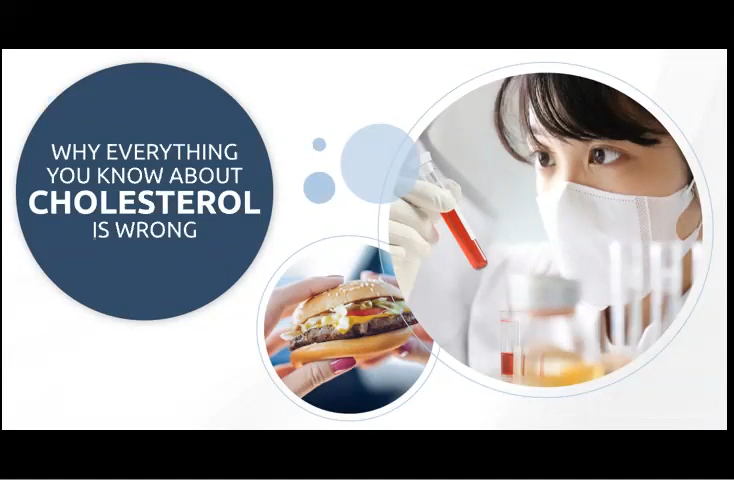 WHY EVERYTHING
YOU KNOW ABOUT
CHOLESTEROL
IS WRONG